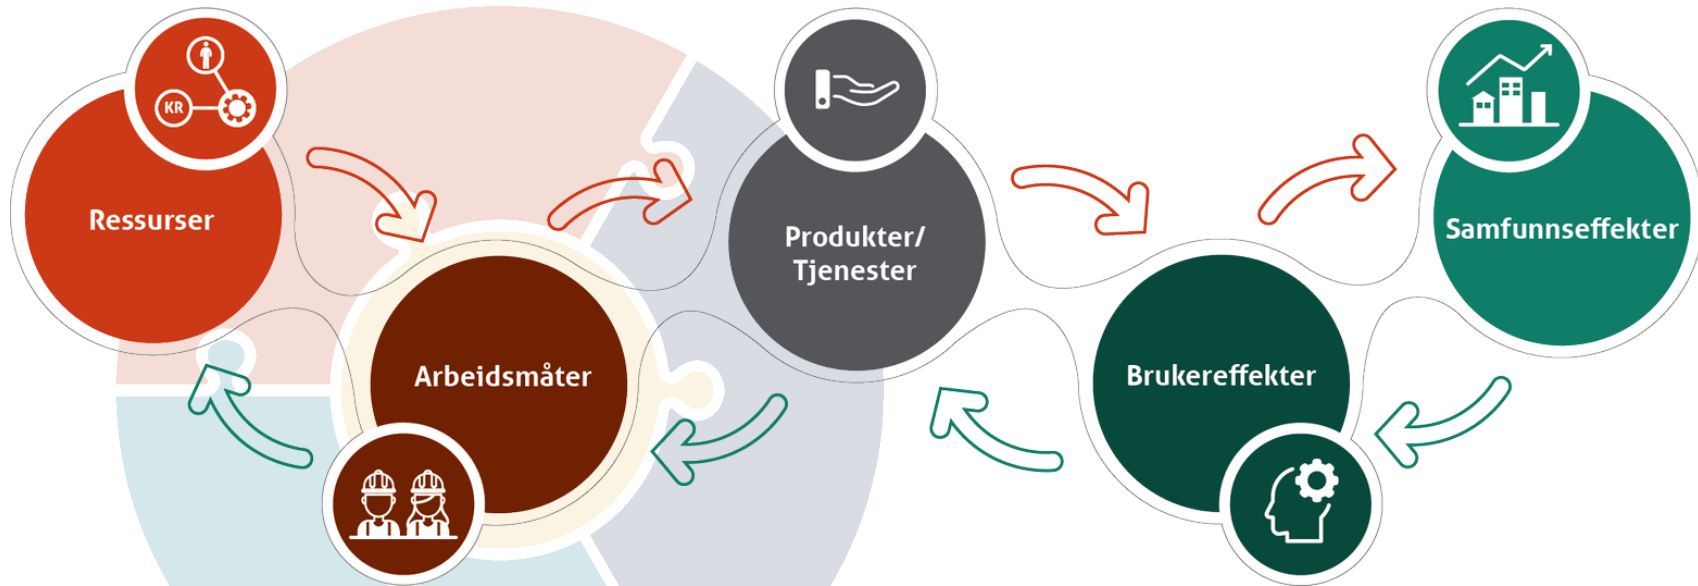 KR
Ressurser
Arbeidsmåter
Produkter/
Tjenester
Brukereffekter
Samfunnseffekter